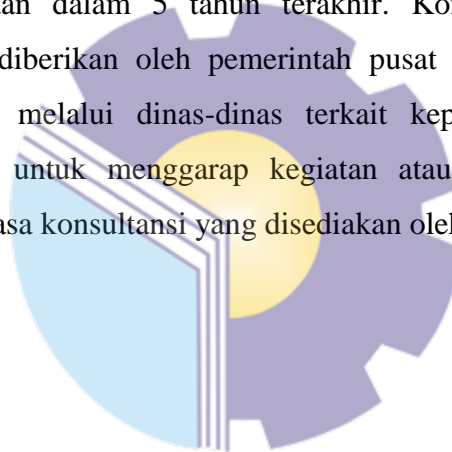 dalam 5 tahun terakhir.
diberikan oleh pemerintah pusat
melalui dinas-dinas terkait
untuk menggarap kegiatan atau
konsultansi yang disediakan oleh